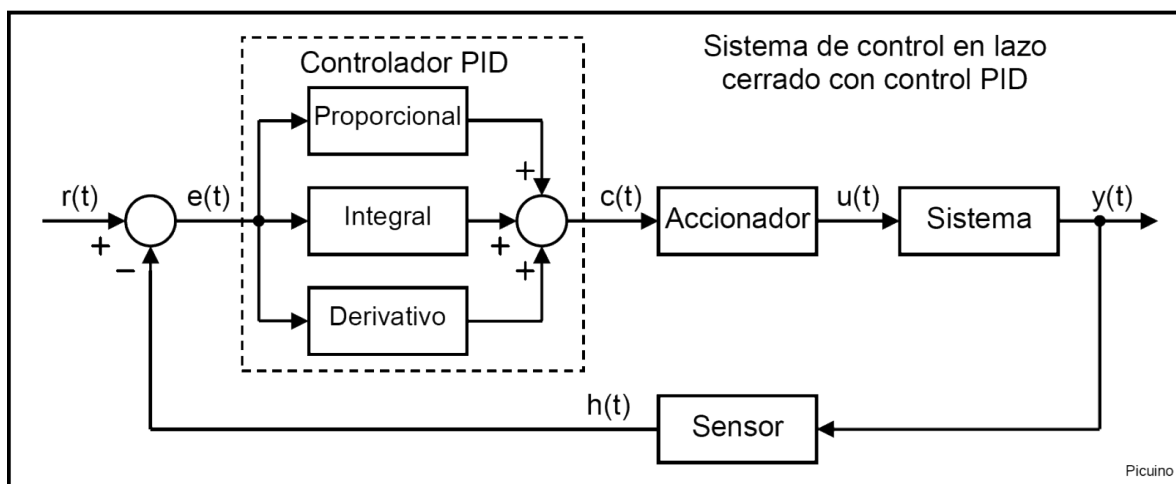 Sistema de control en lazo
cerrado con control PID
Controlador PID
Proporcional
+
r(t)
e(t)
Integral
c(t)
Accionador
u(t)
Sistema
y(t)
+
−
+
+
Derivativo
h(t)
Sensor
Picuino